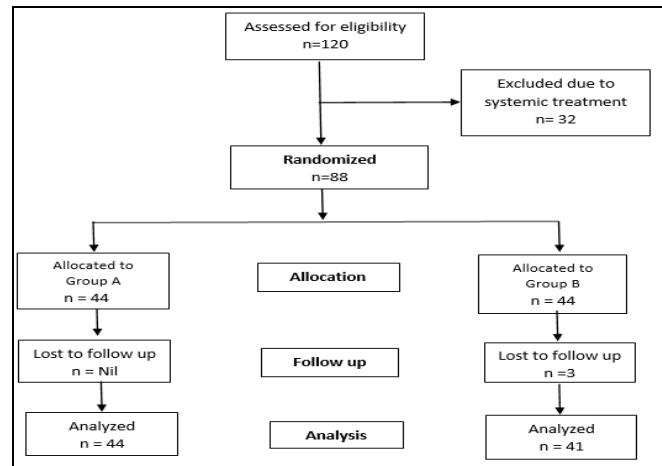 Assessed for eligibility
n=120
Excluded due to
systemic treatment
n= 32
Randomized
n=88
Allocated to
Group A
n = 44
Allocation
Allocated to
Group B
n = 44
Lost to follow up
n = Nil
Follow up
Lost to follow up
n =3
Analyzed
n = 44
Analysis
Analyzed
n = 41